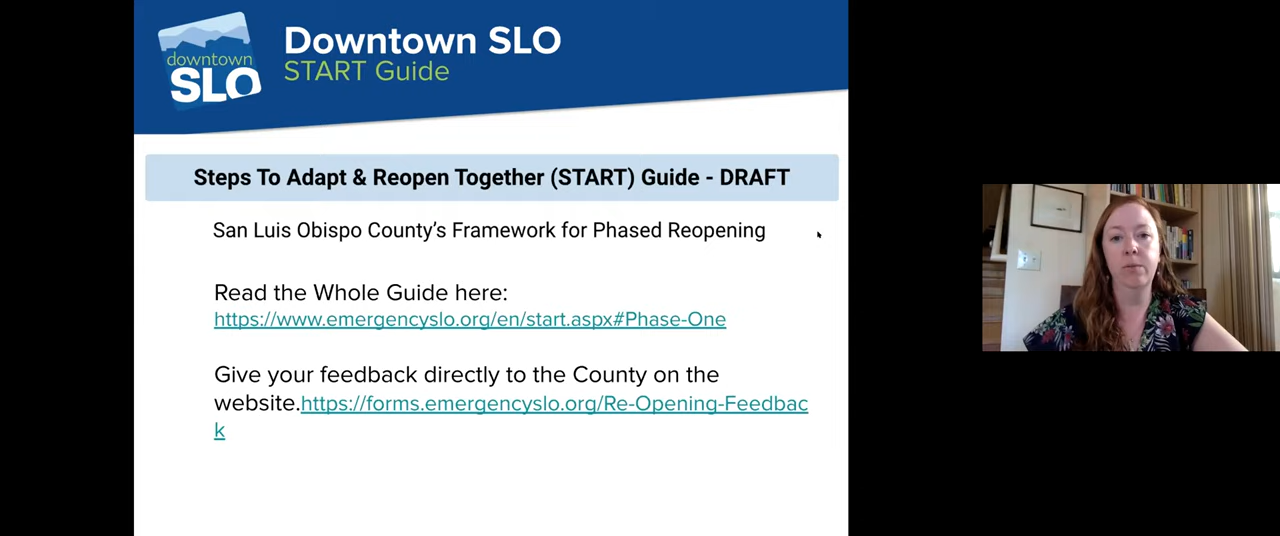 downtown
SLO
Downtown SLO
START Guide
Steps To Adapt & Reopen Together (START) Guide - DRAFT
San Luis Obispo County’s Framework for Phased Reopening
Read the Whole Guide here:
https://www.emergencyslo.org/en/start.aspx#Phase-One
Give your feedback directly to the County on the
website.https://forms.emergencyslo.org/Re-Opening-Feedbac
k